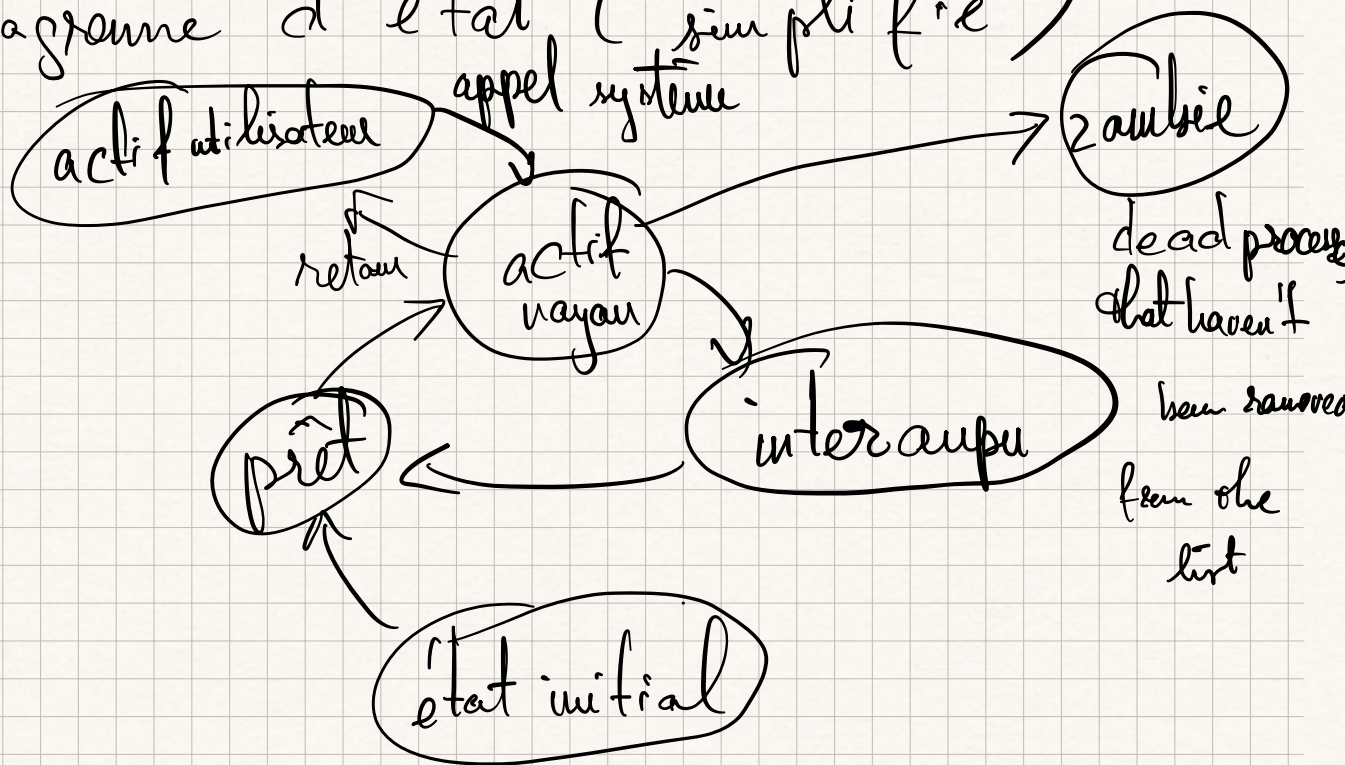 agramme d'état (simplifié)
appel système
actif utilisateur
zombie
retour
actif
noyau
dead process
that haven't
been removed
from the
list
interrompu
prêt
état initial